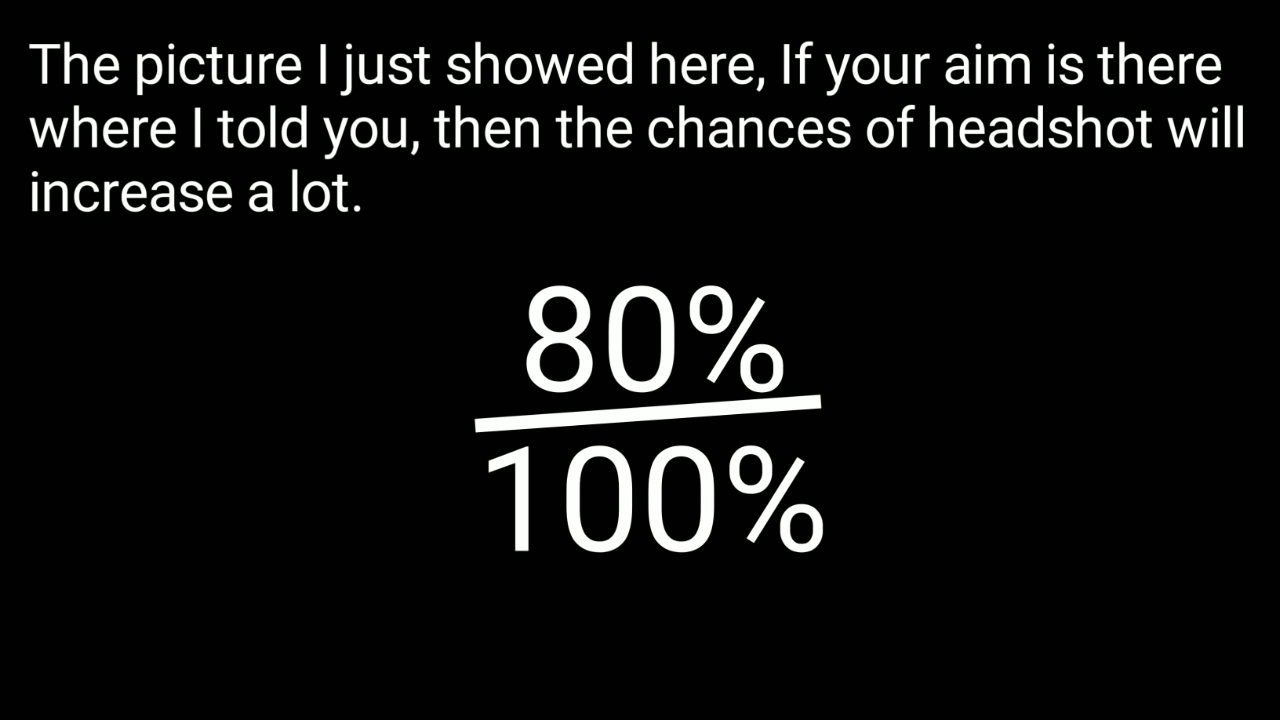 The picture I just showed here, If your aim is there
where I told you, then the chances of headshot will
increase a lot.
80%
100%